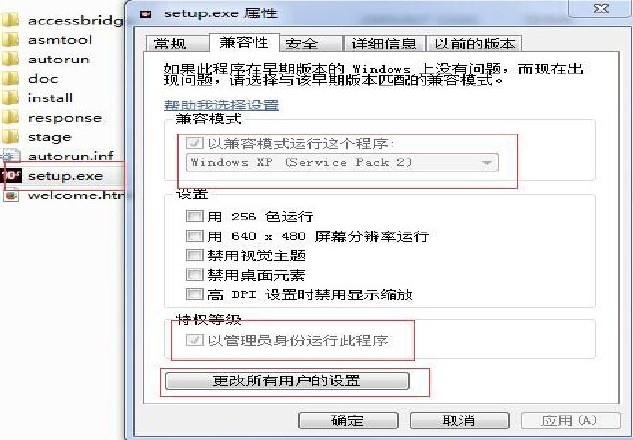 accessbridg
asmtool
autorun
doc
install
response
stage
autorun.inf
setup.exe
welcome.htm
setup.exe 属性
常规
兼容性
安全
详细信息
以前的版本
如果此程序在早期版本的 Windows 上没有问题，而现在出
现问题，请选择与该早期版本匹配的兼容模式。
帮助我选择设置
兼容模式
以兼容模式运行这个程序:
Windows XP (Service Pack 2)
设置
用 256 色运行
用 640 x 480 屏幕分辨率运行
禁用视觉主题
禁用桌面元素
高 DPI 设置时禁用显示缩放
特权等级
以管理员身份运行此程序
更改所有用户的设置
确定
取消
应用(A)